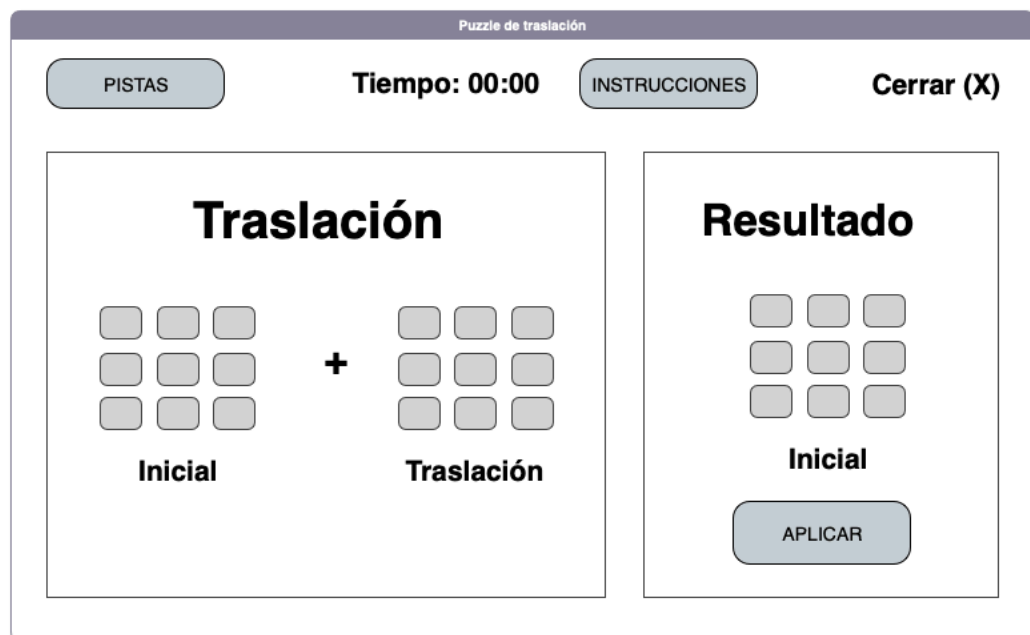 Puzzle de traslación
PISTAS
Tiempo: 00:00
INSTRUCCIONES
Cerrar (X)
Traslación
+
Inicial
Traslación
Resultado
Inicial
APLICAR